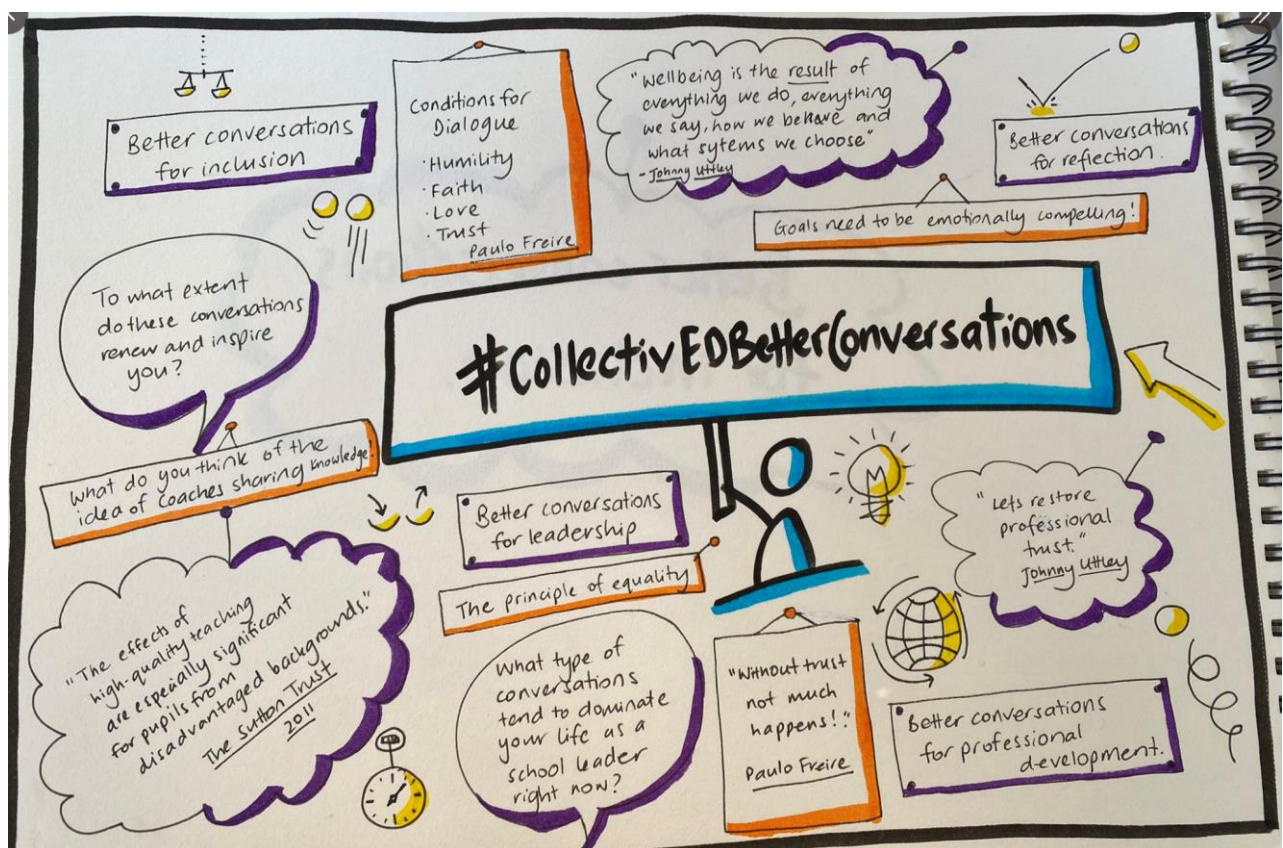 Better conversations
for inclusion
Conditions for
Dialogue
· Humility
· Faith
· Love
· Trust
Paulo Freire
"Wellbeing is the result of
everything we do, everything
we say, how we behave and
what sytems we choose"
- Johnny Uttley
Better conversations
for reflection.
Goals need to be emotionally compelling!
To what extent
do these conversations
renew and inspire
you?
#CollectivEDBetterConversations
What do you think of the
idea of coaches sharing knowledge?
Better conversations
for leadership
The principle of equality
"Lets restore
professional
trust."
Johnny Uttley
"The effects of
high-quality teaching
are especially significant
for pupils from
disadvantaged backgrounds."
The Sutton Trust
2011
What type of
conversations
tend to dominate
your life as a
school leader
right now?
"Without trust
not much
happens!"
Paulo Freire
Better conversations
for professional
development.